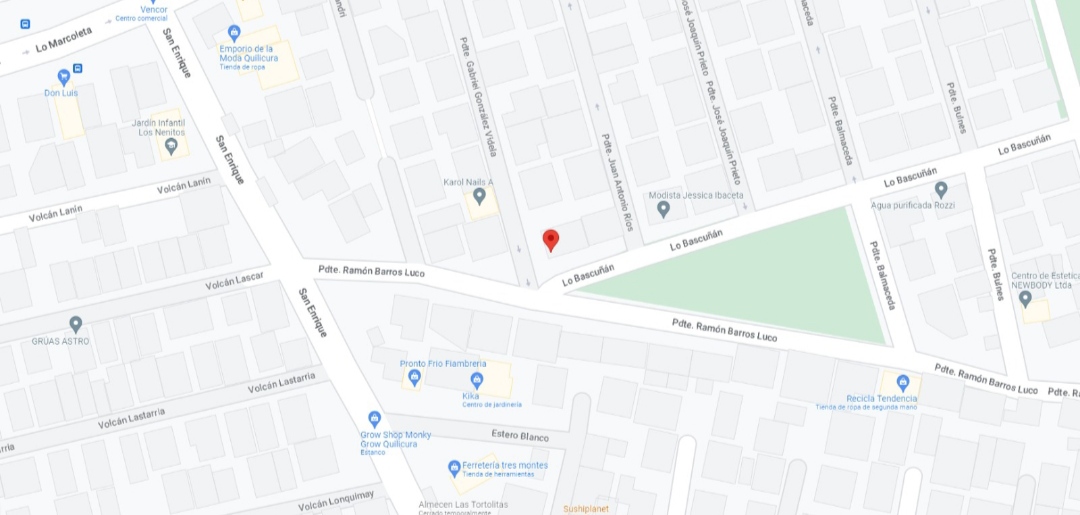 Vencor
Centro comercial
Lo Marcoleta
San Enrique
Emporio de la
Moda Quilicura
Tienda de ropa
Don Luis
Jardin Infantil
Los Nenitos
San Enrique
Volcán Lanín
Volcán Lanín
Pdte. Gabriel González Videla
Karol Nails A
Pdte. Juan Antonio Ríos
José Joaquín Prieto
Pdte. José Joaquín Prieto
Modista Jessica Ibaceta
Pdte. Balmaceda
Pdte. Bulnes
Lo Bascuñán
Lo Bascuñán
Agua purificada Rozzi
Lo Bascuñán
Lo Bascuñán
Pdte. Balmaceda
Pdte. Bulnes
Centro de Estetica
NEWBODY Ltda
Pdte. Ramón Barros Luco
Volcán Lascar
San Enrique
GRÚAS ASTRO
Pdte. Ramón Barros Luco
Pronto Frio Fiambreria
Kika
Centro de jardinería
Volcán Lastarria
Volcán Lastarria
Pdte. Ramón Barros Luco
Recicla Tendencia
Tienda de ropa de segunda mano
Grow Shop Monky
Grow Quilicura
Estanco
Estero Blanco
Ferretería tres montes
Tienda de herramientas
Volcán Lonquimay
Almecen Las Tortolitas
Cerrado temporalmente
Sushiplanet